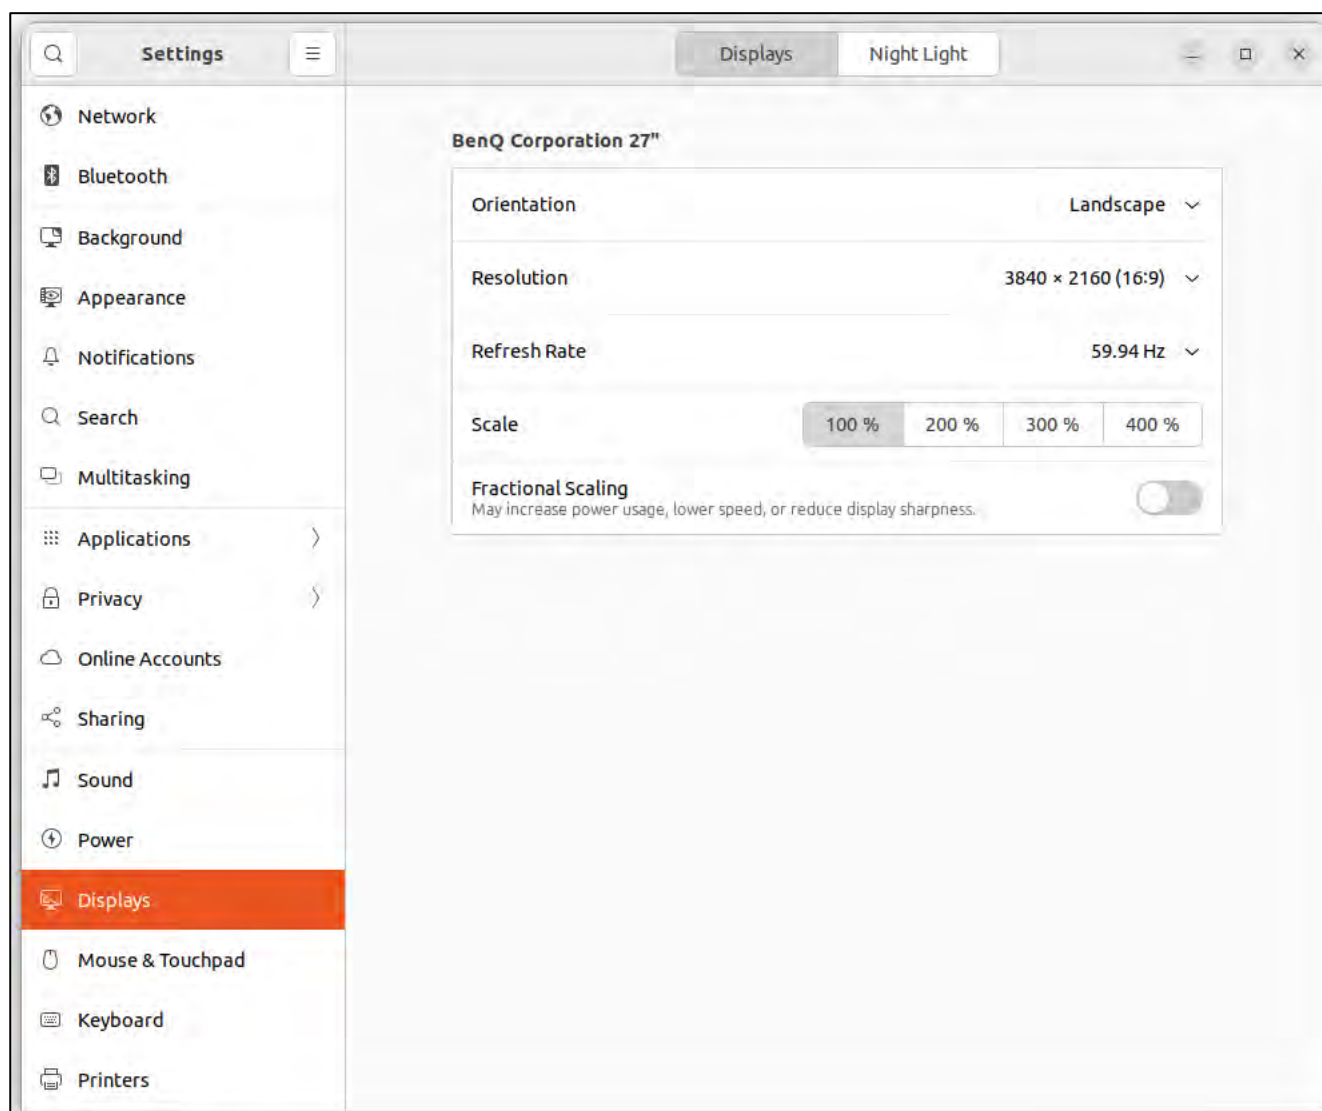 Settings
Displays
Night Light
Network
Bluetooth
Background
Appearance
Notifications
Search
Multitasking
Applications
Privacy
Online Accounts
Sharing
Sound
Power
Displays
Mouse & Touchpad
Keyboard
Printers
BenQ Corporation 27"
Orientation Landscape
Resolution 3840 × 2160 (16:9)
Refresh Rate 59.94 Hz
Scale 100 % 200 % 300 % 400 %
Fractional Scaling
May increase power usage, lower speed, or reduce display sharpness.